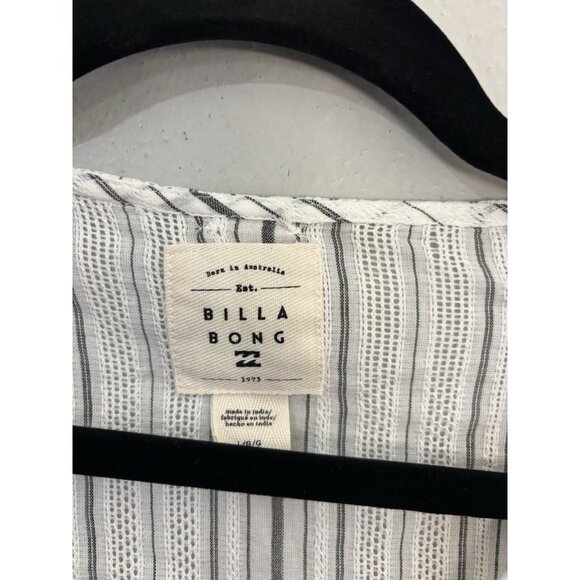 Born in Australia
Est.
BILLA
BONG
1973
made in india/
fabriqué en inde/
hecho en india
L/G/G